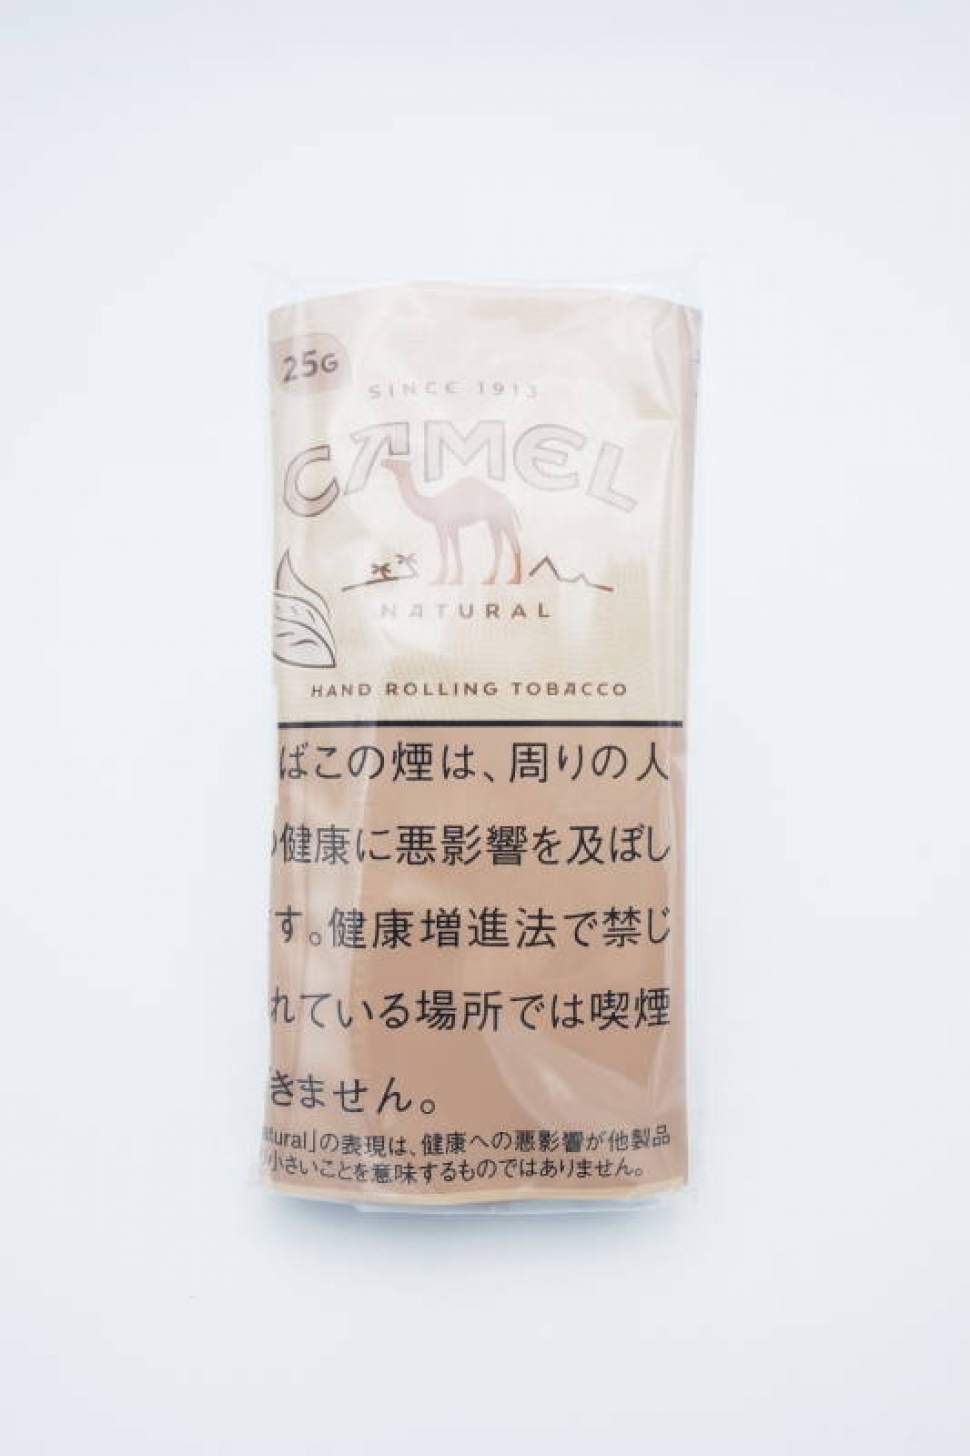 25G
SINCE 1913
CAMEL
NATURAL
HAND ROLLING TOBACCO
ばこの煙は、周りの人
の健康に悪影響を及ぼし
す。健康増進法で禁じ
れている場所では喫煙
きません。
atural」の表現は、健康への悪影響が他製品
小さいことを意味するものではありません。